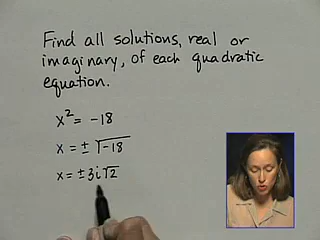 Find all solutions, real or
imaginary, of each quadratic
equation.
x² = -18
x = ± √-18
x = ± 3i√2